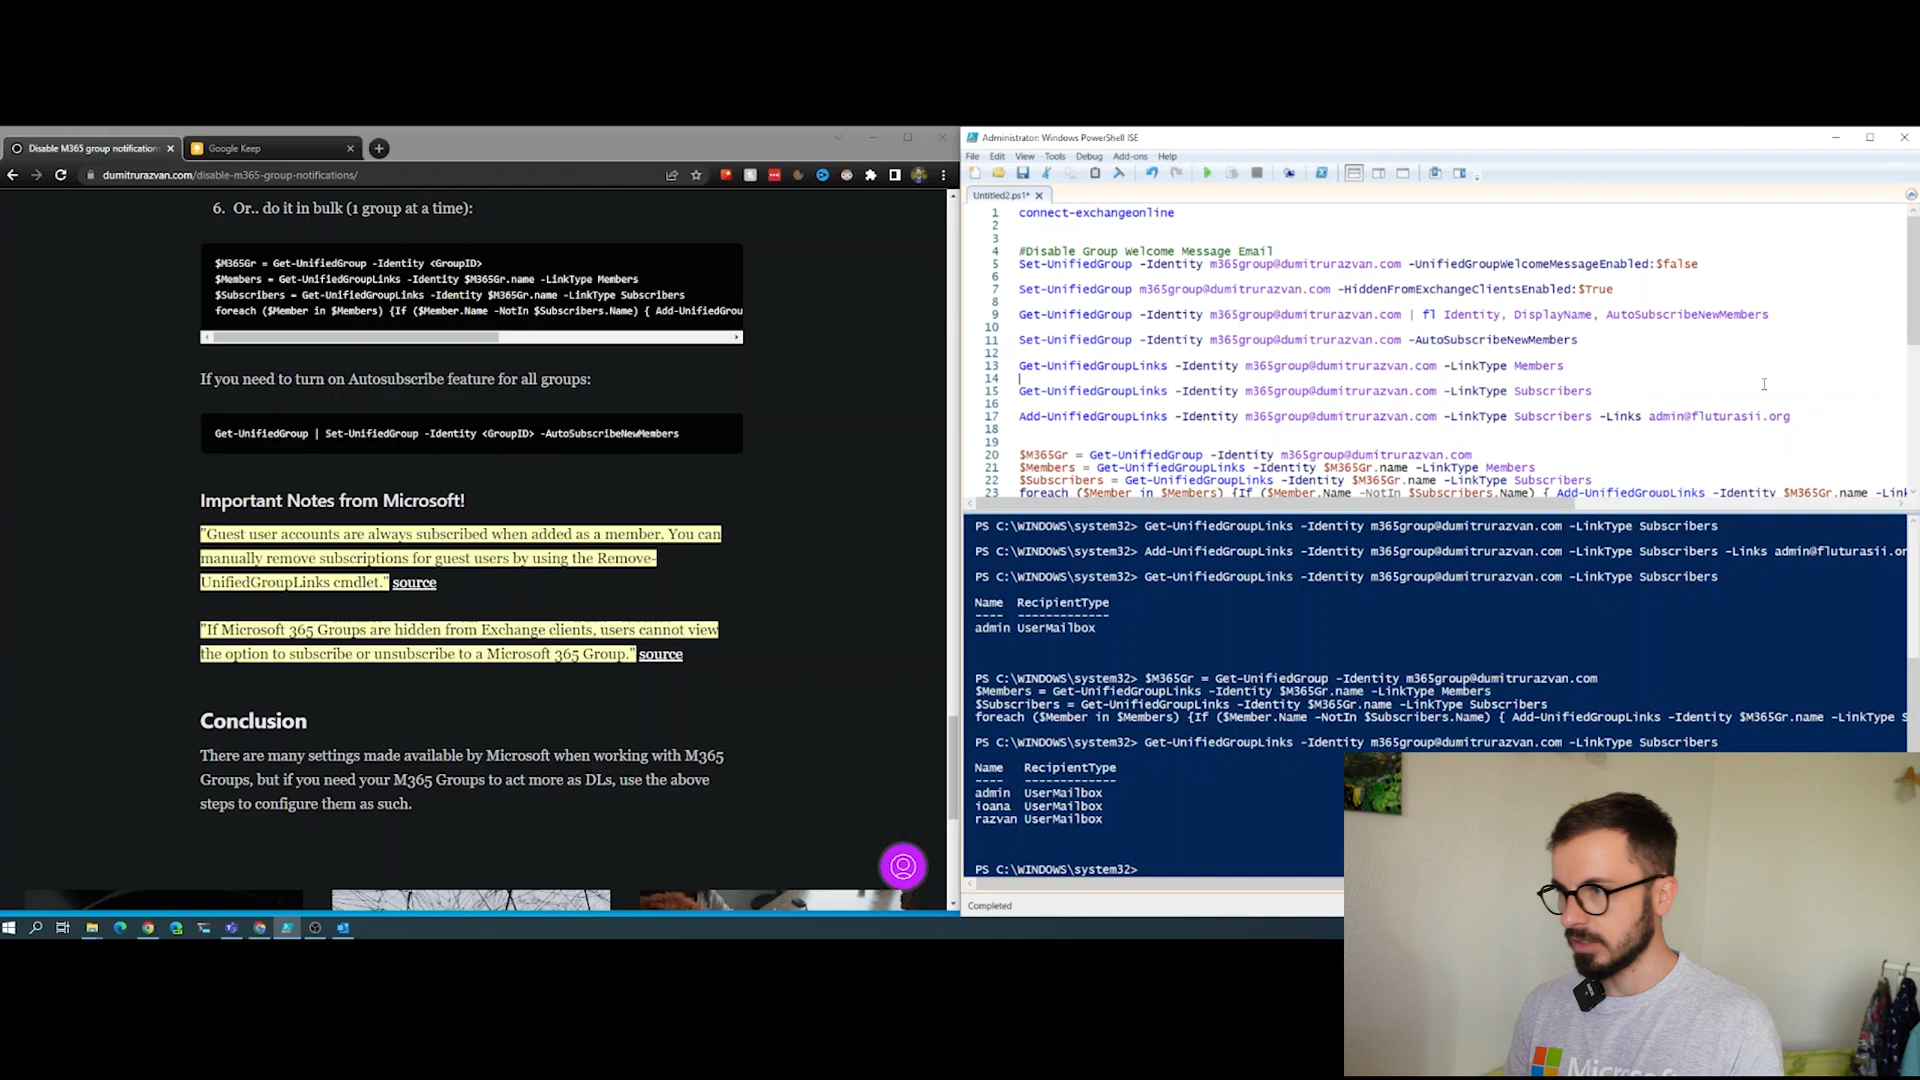 Disable M365 group notification
Google Keep
dumitrurazvan.com/disable-m365-group-notifications/
6. Or.. do it in bulk (1 group at a time):
$M365Gr = Get-UnifiedGroup -Identity <GroupID>
$Members = Get-UnifiedGroupLinks -Identity $M365Gr.name -LinkType Members
$Subscribers = Get-UnifiedGroupLinks -Identity $M365Gr.name -LinkType Subscribers
foreach ($Member in $Members) {If ($Member.Name -NotIn $Subscribers.Name) { Add-UnifiedGrou
If you need to turn on Autosubscribe feature for all groups:
Get-UnifiedGroup | Set-UnifiedGroup -Identity <GroupID> -AutoSubscribeNewMembers
Important Notes from Microsoft!
"Guest user accounts are always subscribed when added as a member. You can
manually remove subscriptions for guest users by using the Remove-
UnifiedGroupLinks cmdlet." source
"If Microsoft 365 Groups are hidden from Exchange clients, users cannot view
the option to subscribe or unsubscribe to a Microsoft 365 Group." source
Conclusion
There are many settings made available by Microsoft when working with M365
Groups, but if you need your M365 Groups to act more as DLs, use the above
steps to configure them as such.
Administrator: Windows PowerShell ISE
File Edit View Tools Debug Add-ons Help
Untitled2.ps1*
1 connect-exchangeonline
2
3
4 #Disable Group Welcome Message Email
5 Set-UnifiedGroup -Identity m365group@dumitrurazvan.com -UnifiedGroupWelcomeMessageEnabled:$false
6
7 Set-UnifiedGroup m365group@dumitrurazvan.com -HiddenFromExchangeClientsEnabled:$True
8
9 Get-UnifiedGroup -Identity m365group@dumitrurazvan.com | fl Identity, DisplayName, AutoSubscribeNewMembers
10
11 Set-UnifiedGroup -Identity m365group@dumitrurazvan.com -AutoSubscribeNewMembers
12
13 Get-UnifiedGroupLinks -Identity m365group@dumitrurazvan.com -LinkType Members
14
15 Get-UnifiedGroupLinks -Identity m365group@dumitrurazvan.com -LinkType Subscribers
16
17 Add-UnifiedGroupLinks -Identity m365group@dumitrurazvan.com -LinkType Subscribers -Links admin@fluturasii.org
18
19
20 $M365Gr = Get-UnifiedGroup -Identity m365group@dumitrurazvan.com
21 $Members = Get-UnifiedGroupLinks -Identity $M365Gr.name -LinkType Members
22 $Subscribers = Get-UnifiedGroupLinks -Identity $M365Gr.name -LinkType Subscribers
23 foreach ($Member in $Members) {If ($Member.Name -NotIn $Subscribers.Name) { Add-UnifiedGroupLinks -Identity $M365Gr.name -Link
PS C:\WINDOWS\system32> Get-UnifiedGroupLinks -Identity m365group@dumitrurazvan.com -LinkType Subscribers
PS C:\WINDOWS\system32> Add-UnifiedGroupLinks -Identity m365group@dumitrurazvan.com -LinkType Subscribers -Links admin@fluturasii.or
PS C:\WINDOWS\system32> Get-UnifiedGroupLinks -Identity m365group@dumitrurazvan.com -LinkType Subscribers
Name RecipientType
---- -------------
admin UserMailbox
PS C:\WINDOWS\system32> $M365Gr = Get-UnifiedGroup -Identity m365group@dumitrurazvan.com
$Members = Get-UnifiedGroupLinks -Identity $M365Gr.name -LinkType Members
$Subscribers = Get-UnifiedGroupLinks -Identity $M365Gr.name -LinkType Subscribers
foreach ($Member in $Members) {If ($Member.Name -NotIn $Subscribers.Name) { Add-UnifiedGroupLinks -Identity $M365Gr.name -LinkType S
PS C:\WINDOWS\system32> Get-UnifiedGroupLinks -Identity m365group@dumitrurazvan.com -LinkType Subscribers
Name RecipientType
---- -------------
admin UserMailbox
ioana UserMailbox
razvan UserMailbox
PS C:\WINDOWS\system32>
Completed
Microsoft